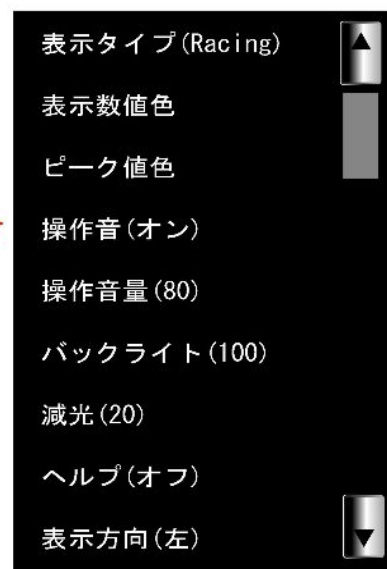 表示タイプ(Racing)
表示数値色
ピーク値色
操作音(オン)
操作音量(80)
バックライト(100)
減光(20)
ヘルプ(オフ)
表示方向(左)